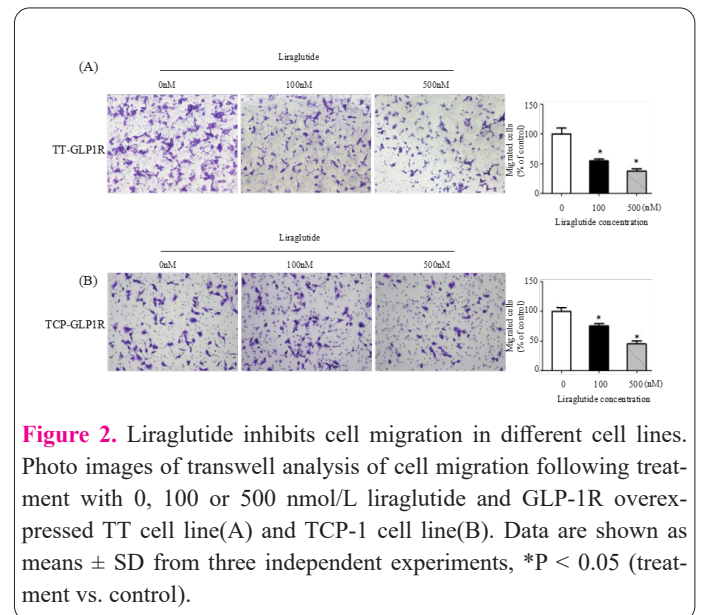 (A)
Liraglutide
0nM 100nM 500nM
TT-GLP1R
Migrated cells
(% of control)
150
100
50
0
* *
0 100 500 (nM)
Liraglutide concentration
(B)
Liraglutide
0nM 100nM 500nM
TCP-GLP1R
Migrated cells
(% of control)
150
100
50
0
* *
0 100 500 (nM)
Liraglutide concentration
Figure 2. Liraglutide inhibits cell migration in different cell lines.
Photo images of transwell analysis of cell migration following treat-
ment with 0, 100 or 500 nmol/L liraglutide and GLP-1R overex-
pressed TT cell line(A) and TCP-1 cell line(B). Data are shown as
means ± SD from three independent experiments, *P < 0.05 (treat-
ment vs. control).